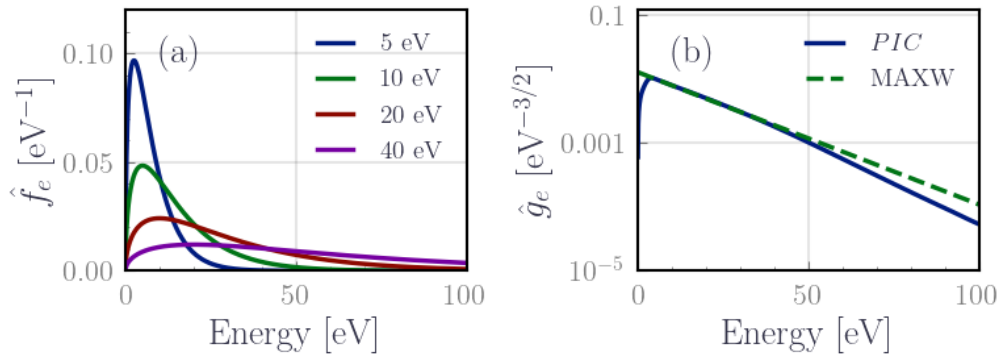 (a)
5 eV
10 eV
20 eV
40 eV
0.10
0.05
0.00
0
50
100
Energy [eV]
f̂ₑ [eV⁻¹]
(b)
PIC
MAXW
0.1
0.001
10⁻⁵
0
50
100
Energy [eV]
ĝₑ [eV⁻³/²]